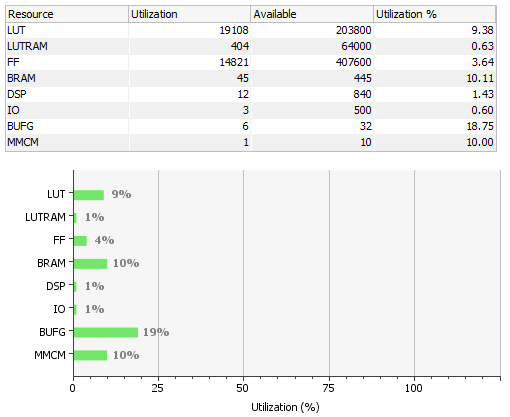 Resource Utilization Available Utilization %
LUT 19108 203800 9.38
LUTRAM 404 64000 0.63
FF 14821 407600 3.64
BRAM 45 445 10.11
DSP 12 840 1.43
IO 3 500 0.60
BUFG 6 32 18.75
MMCM 1 10 10.00
LUT 9%
LUTRAM 1%
FF 4%
BRAM 10%
DSP 1%
IO 1%
BUFG 19%
MMCM 10%
0 25 50 75 100
Utilization (%)